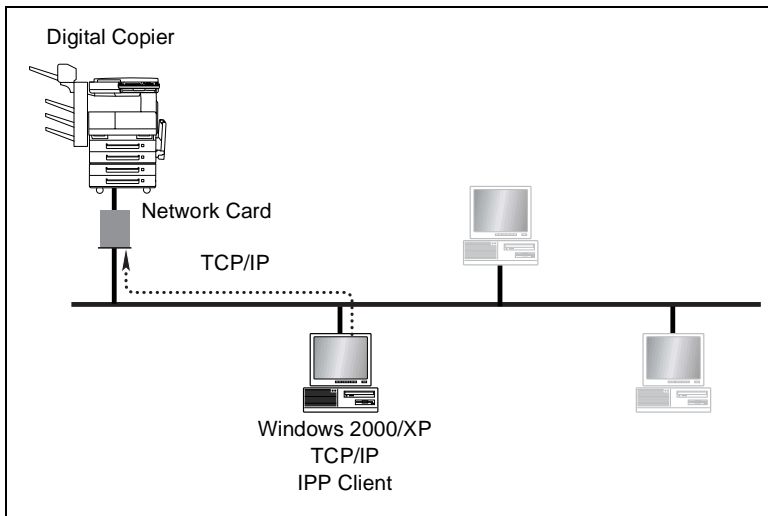 Digital Copier
Network Card
TCP/IP
Windows 2000/XP
TCP/IP
IPP Client